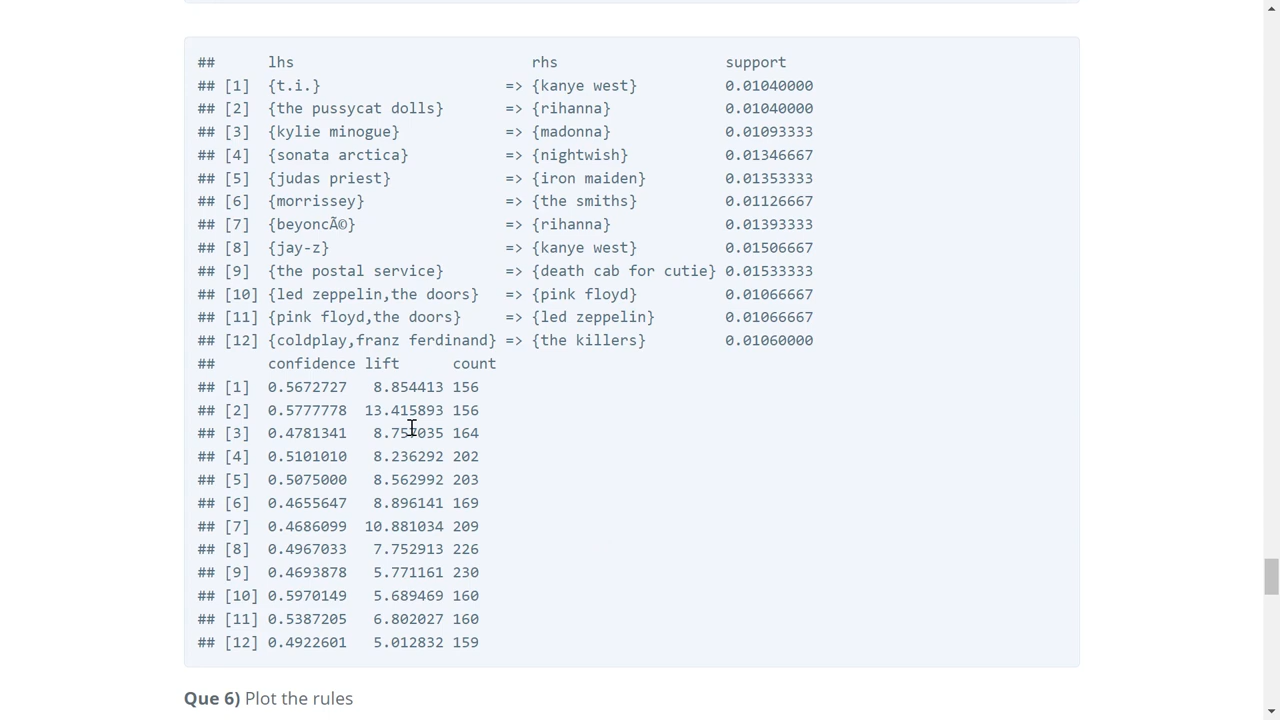 ##      lhs                           rhs                   support
## [1]  {t.i.}                     => {kanye west}          0.01040000
## [2]  {the pussycat dolls}       => {rihanna}             0.01040000
## [3]  {kylie minogue}            => {madonna}             0.01093333
## [4]  {sonata arctica}           => {nightwish}           0.01346667
## [5]  {judas priest}             => {iron maiden}         0.01353333
## [6]  {morrissey}                => {the smiths}          0.01126667
## [7]  {beyoncÃ©}                 => {rihanna}             0.01393333
## [8]  {jay-z}                    => {kanye west}          0.01506667
## [9]  {the postal service}       => {death cab for cutie} 0.01533333
## [10] {led zeppelin,the doors}   => {pink floyd}          0.01066667
## [11] {pink floyd,the doors}     => {led zeppelin}        0.01066667
## [12] {coldplay,franz ferdinand} => {the killers}         0.01060000
##      confidence lift      count
## [1]  0.5672727   8.854413 156
## [2]  0.5777778  13.415893 156
## [3]  0.4781341 164
## [4]  0.5101010   8.236292 202
## [5]  0.5075000   8.562992 203
## [6]  0.4655647   8.896141 169
## [7]  0.4686099  10.881034 209
## [8]  0.4967033   7.752913 226
## [9]  0.4693878   5.771161 230
## [10] 0.5970149   5.689469 160
## [11] 0.5387205   6.802027 160
## [12] 0.4922601   5.012832 159
Que 6) Plot the rules